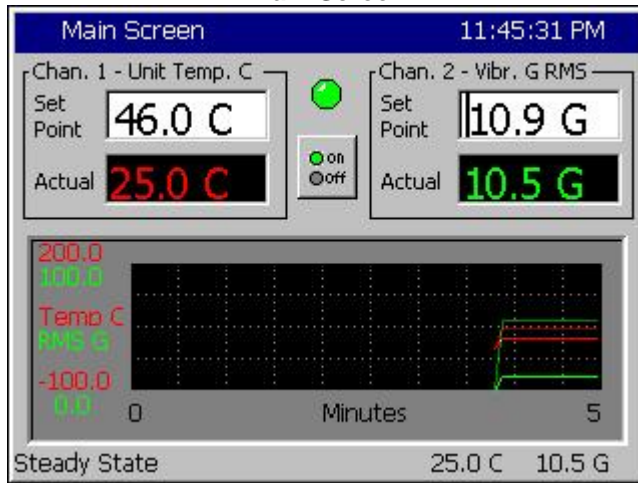 Main Screen 11:45:31 PM
Chan. 1 - Unit Temp. C
Set Point 46.0 C
Actual 25.0 C
on
off
Chan. 2 - Vibr. G RMS
Set Point 10.9 G
Actual 10.5 G
200.0
100.0
Temp C
RMS G
-100.0
0.0
0 Minutes 5
Steady State 25.0 C 10.5 G